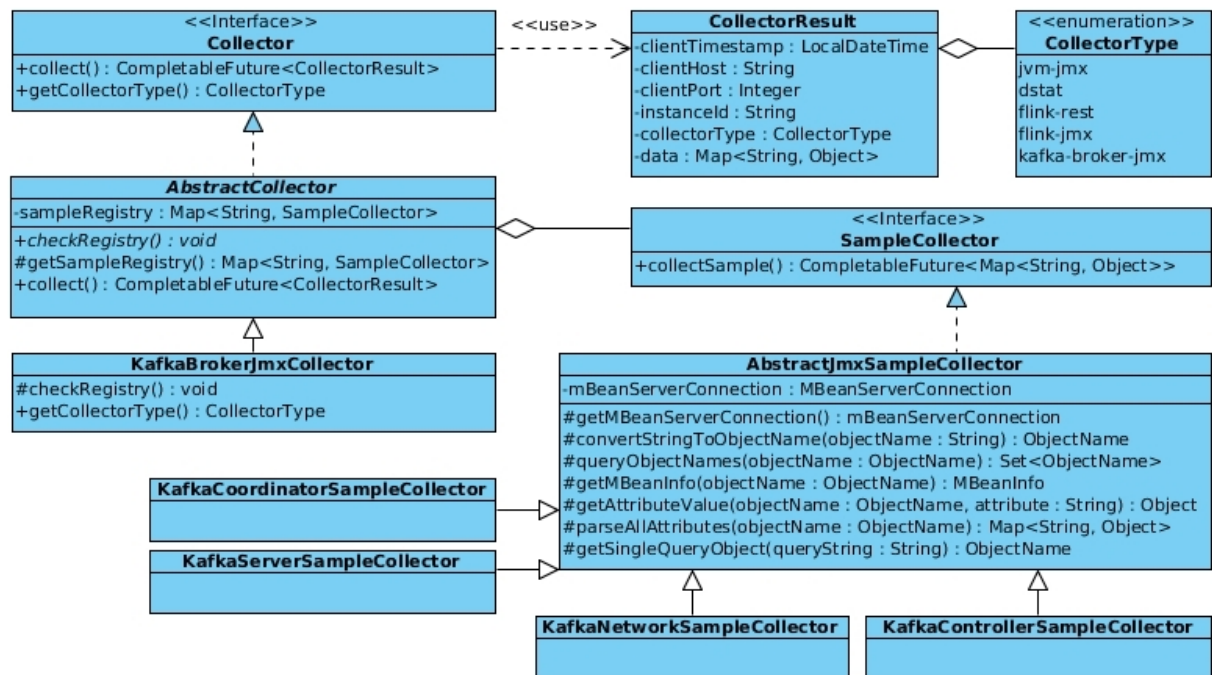 <<Interface>>
Collector
+collect() : CompletableFuture<CollectorResult>
+getCollectorType() : CollectorType
<<use>>
CollectorResult
-clientTimestamp : LocalDateTime
-clientHost : String
-clientPort : Integer
-instanceId : String
-collectorType : CollectorType
-data : Map<String, Object>
<<enumeration>>
CollectorType
jvm-jmx
dstat
flink-rest
flink-jmx
kafka-broker-jmx
AbstractCollector
-sampleRegistry : Map<String, SampleCollector>
+checkRegistry() : void
#getSampleRegistry() : Map<String, SampleCollector>
+collect() : CompletableFuture<CollectorResult>
<<Interface>>
SampleCollector
+collectSample() : CompletableFuture<Map<String, Object>>
KafkaBrokerJmxCollector
#checkRegistry() : void
+getCollectorType() : CollectorType
AbstractJmxSampleCollector
-mBeanServerConnection : MBeanServerConnection
#getMBeanServerConnection() : mBeanServerConnection
#convertStringToObjectName(objectName : String) : ObjectName
#queryObjectNames(objectName : ObjectName) : Set<ObjectName>
#getMBeanInfo(objectName : ObjectName) : MBeanInfo
#getAttributeValue(objectName : ObjectName, attribute : String) : Object
#parseAllAttributes(objectName : ObjectName) : Map<String, Object>
#getSingleQueryObject(queryString : String) : ObjectName
KafkaCoordinatorSampleCollector
KafkaServerSampleCollector
KafkaNetworkSampleCollector
KafkaControllerSampleCollector